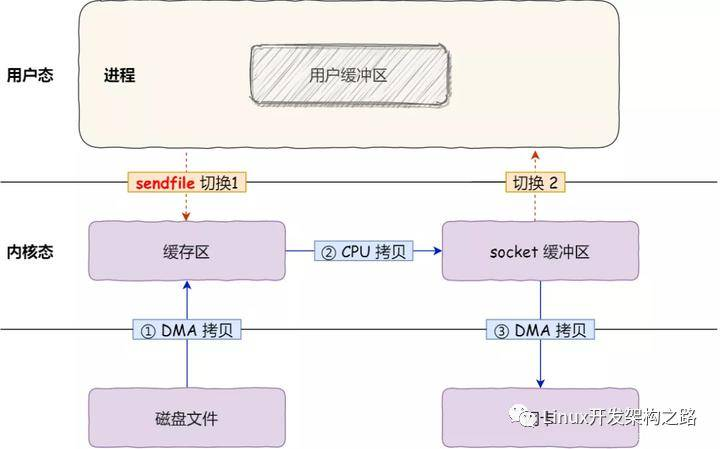 用户态
进程
用户缓冲区
sendfile 切换1
切换 2
内核态
缓存区
② CPU 拷贝
socket 缓冲区
① DMA 拷贝
③ DMA 拷贝
磁盘文件
Linux开发架构之路